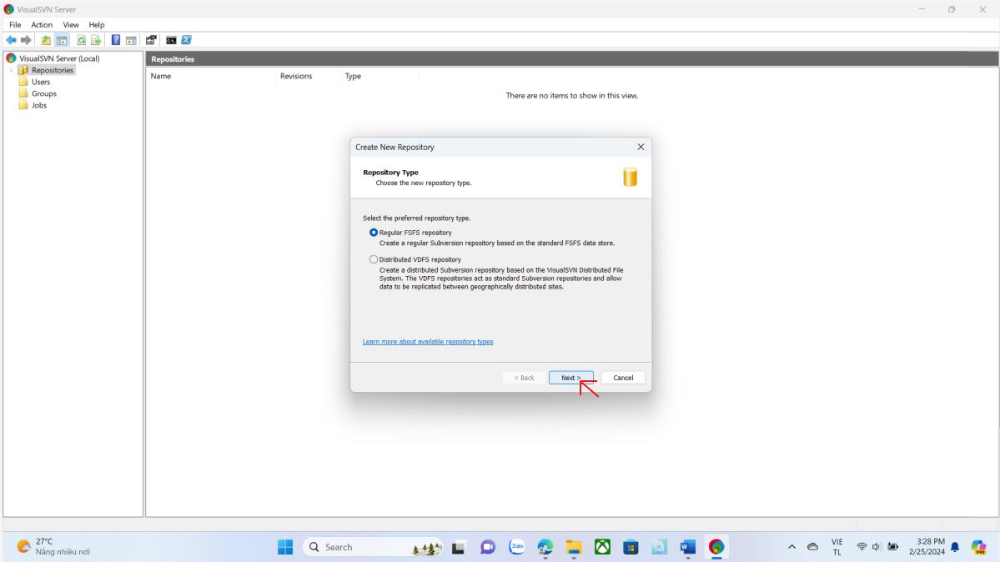 VisualSVN Server
File Action View Help
VisualSVN Server (Local)
Repositories
Users
Groups
Jobs
Repositories
Name Revisions Type
There are no items to show in this view.
Create New Repository
Repository Type
Choose the new repository type.
Select the preferred repository type.
Regular FSFS repository
Create a regular Subversion repository based on the standard FSFS data store.
Distributed VDFS repository
Create a distributed Subversion repository based on the VisualSVN Distributed File
System. The VDFS repositories act as standard Subversion repositories and allow
data to be replicated between geographically distributed sites.
Learn more about available repository types
< Back Next > Cancel
27°C
Nắng nhiều nơi
Search
Zalo
VIE
TL
3:28 PM
2/25/2024